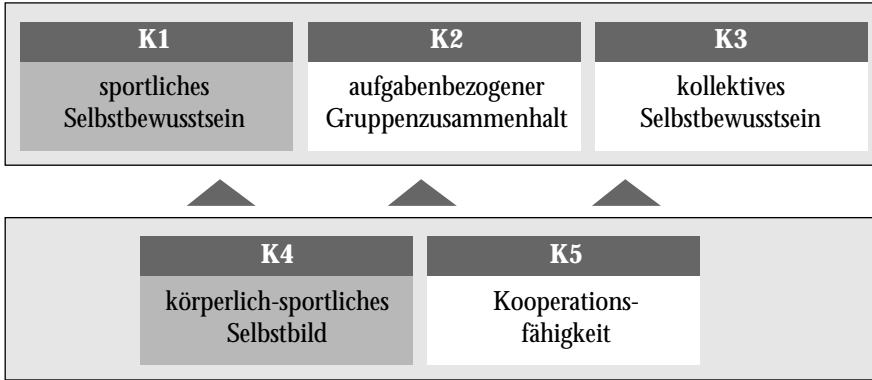 K1
sportliches
Selbstbewusstsein
K2
aufgabenbezogener
Gruppenzusammenhalt
K3
kollektives
Selbstbewusstsein
K4
körperlich-sportliches
Selbstbild
K5
Kooperations-
fähigkeit